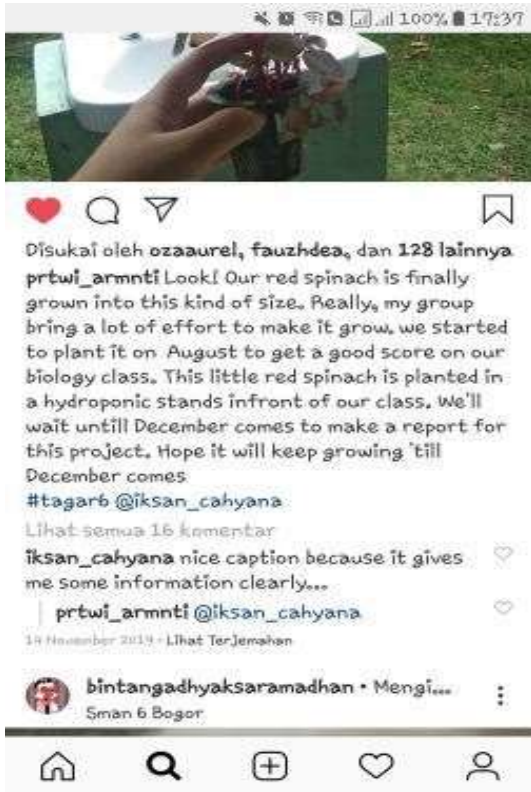 100% 17:37
Disukai oleh ozaaurel, fauzhdea, dan 128 lainnya
prtwi_armnti Look! Our red spinach is finally
grown into this kind of size. Really, my group
bring a lot of effort to make it grow. we started
to plant it on August to get a good score on our
biology class. This little red spinach is planted in
a hydroponic stands infront of our class. We'll
wait untill December comes to make a report for
this project. Hope it will keep growing 'till
December comes
#tagar6 @iksan_cahyana
Lihat semua 16 komentar
iksan_cahyana nice caption because it gives
me some information clearly...
prtwi_armnti @iksan_cahyana
14 November 2019 · Lihat Terjemahan
bintangadhyaksaramadhan • Mengi...
Sman 6 Bogor